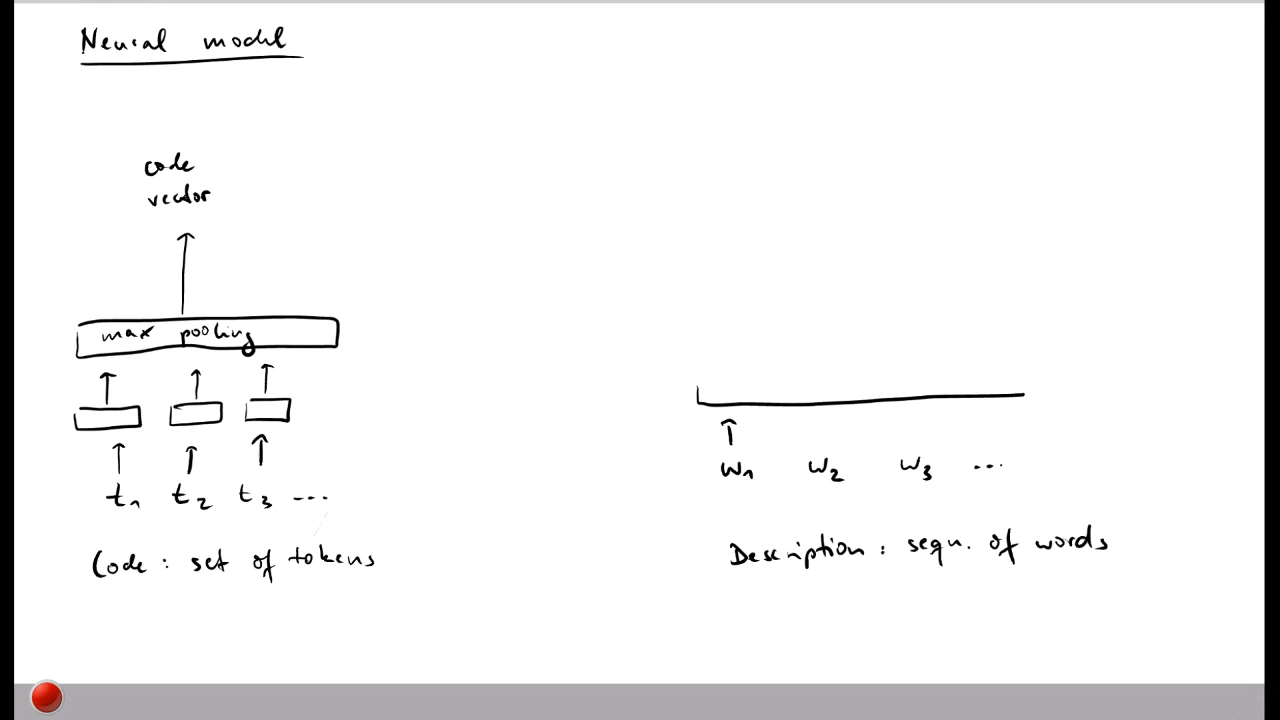 Neural model
code
vector
max pooling
t1 t2 t3 ...
w1 w2 w3 ...
Code : set of tokens
Description : sequ. of words